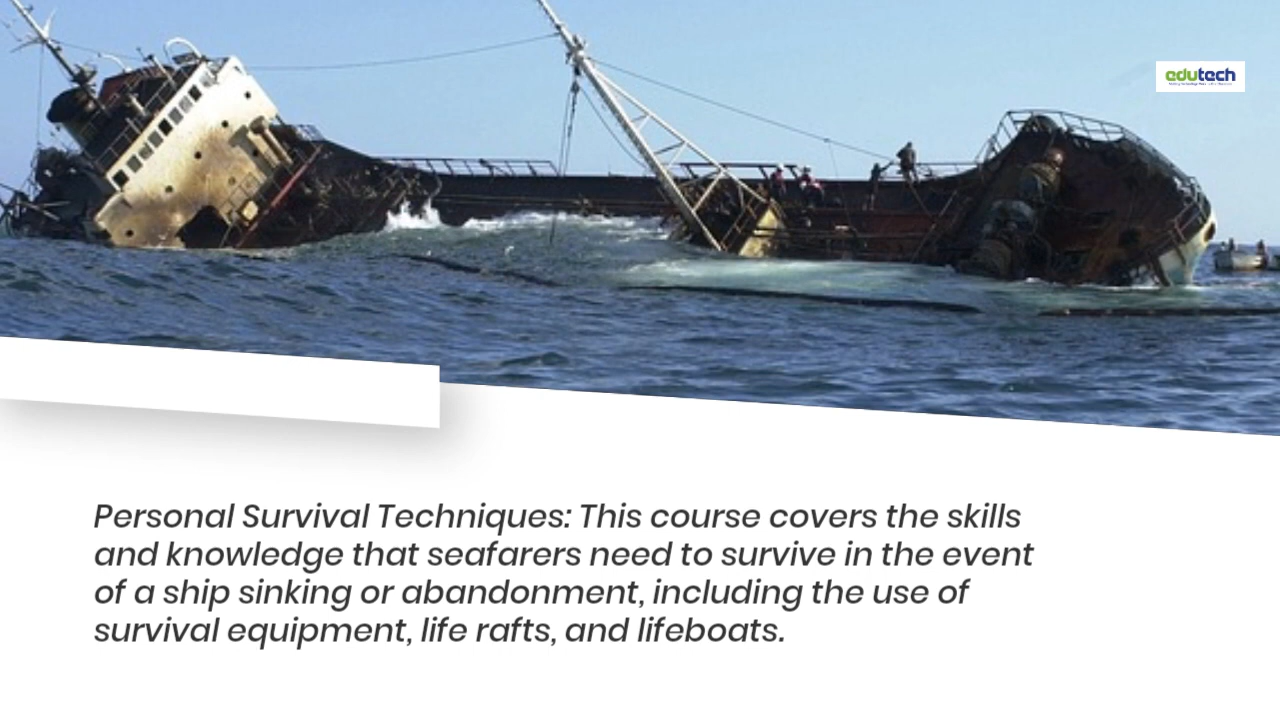 edutech
Personal Survival Techniques: This course covers the skills
and knowledge that seafarers need to survive in the event
of a ship sinking or abandonment, including the use of
survival equipment, life rafts, and lifeboats.